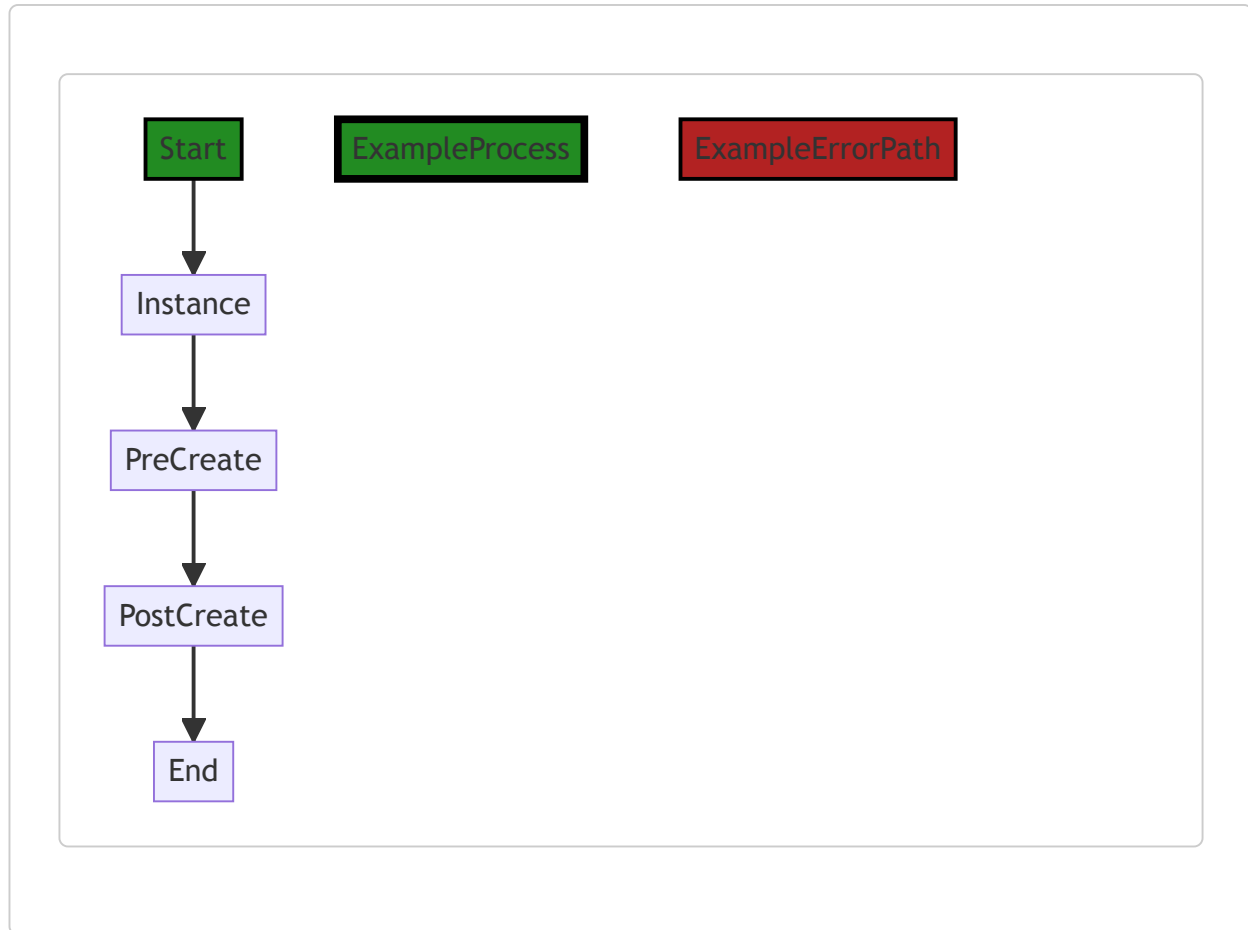 Start
ExampleProcess
ExampleErrorPath
Instance
PreCreate
PostCreate
End